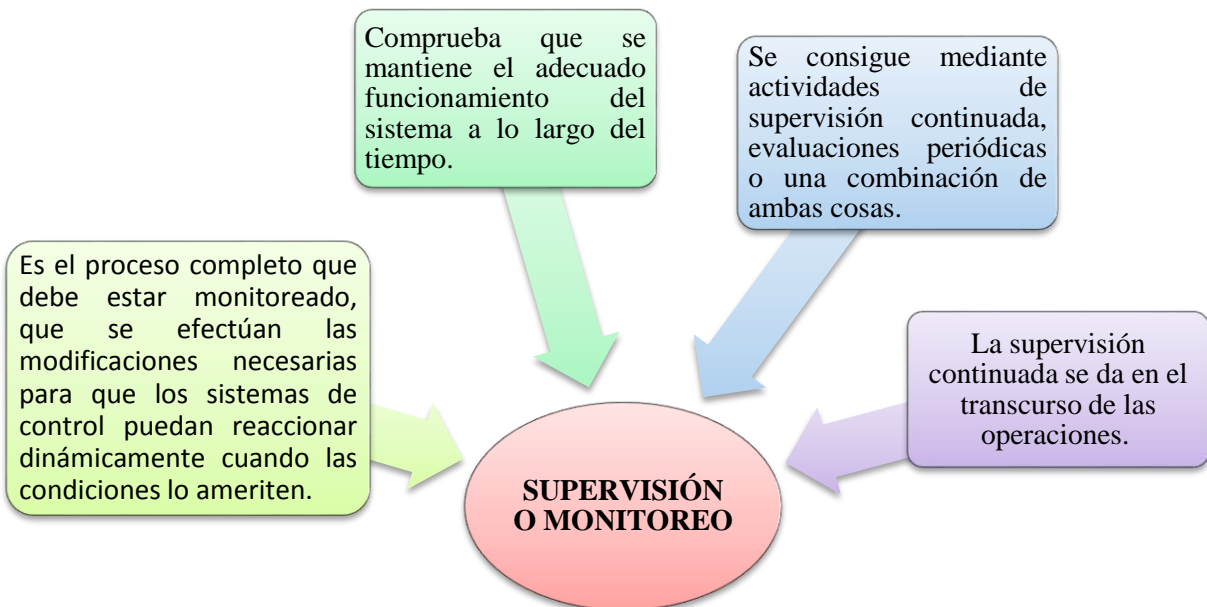 Comprueba que se
mantiene el adecuado
funcionamiento del
sistema a lo largo del
tiempo.
Se consigue mediante
actividades de
supervisión continuada,
evaluaciones periódicas
o una combinación de
ambas cosas.
Es el proceso completo que
debe estar monitoreado,
que se efectúan las
modificaciones necesarias
para que los sistemas de
control puedan reaccionar
dinámicamente cuando las
condiciones lo ameriten.
La supervisión
continuada se da en el
transcurso de las
operaciones.
SUPERVISIÓN
O MONITOREO